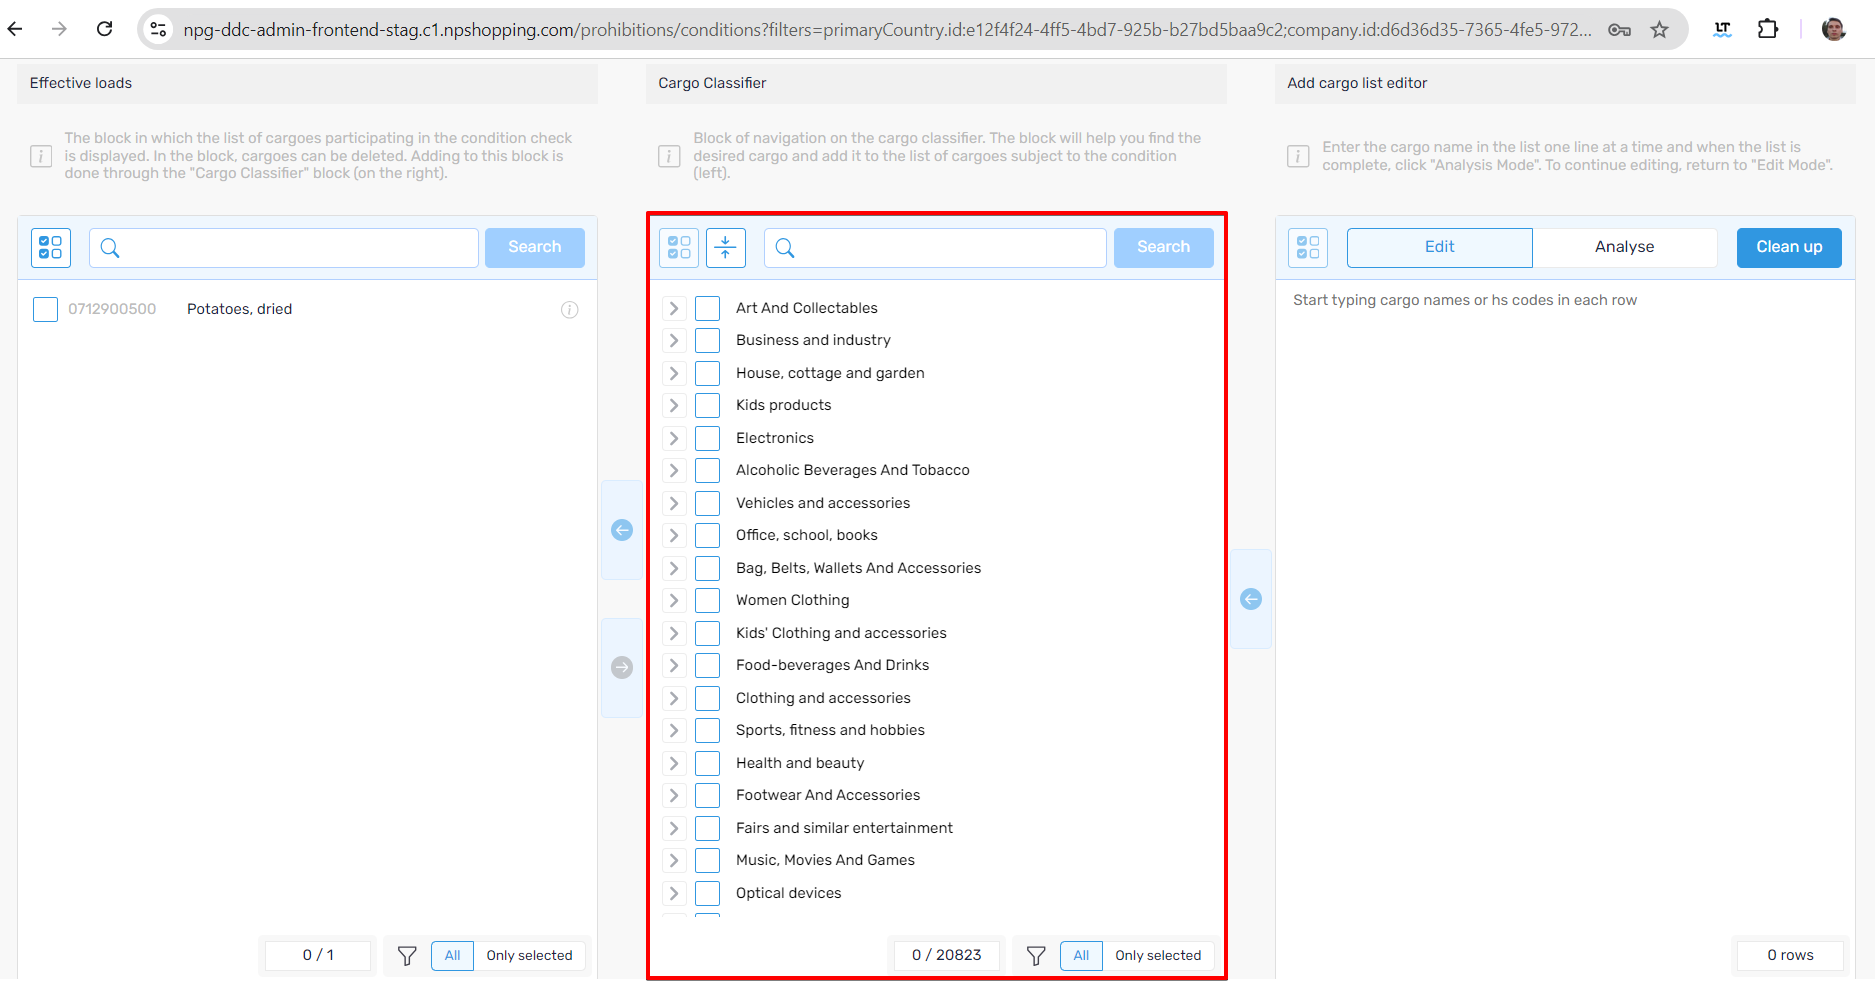 npg-ddc-admin-frontend-stag.c1.npshopping.com/prohibitions/conditions?filters=primaryCountry.id:e12f4f24-4ff5-4bd7-925b-b27bd5baa9c2;company.id:d6d36d35-7365-4fe5-972...
LT
Effective loads
The block in which the list of cargoes participating in the condition check
is displayed. In the block, cargoes can be deleted. Adding to this block is
done through the "Cargo Classifier" block (on the right).
Search
0712900500 Potatoes, dried
0 / 1
All
Only selected
Cargo Classifier
Block of navigation on the cargo classifier. The block will help you find the
desired cargo and add it to the list of cargoes subject to the condition
(left).
Search
Art And Collectables
Business and industry
House, cottage and garden
Kids products
Electronics
Alcoholic Beverages And Tobacco
Vehicles and accessories
Office, school, books
Bag, Belts, Wallets And Accessories
Women Clothing
Kids' Clothing and accessories
Food-beverages And Drinks
Clothing and accessories
Sports, fitness and hobbies
Health and beauty
Footwear And Accessories
Fairs and similar entertainment
Music, Movies And Games
Optical devices
0 / 20823
All
Only selected
Add cargo list editor
Enter the cargo name in the list one line at a time and when the list is
complete, click "Analysis Mode". To continue editing, return to "Edit Mode".
Edit
Analyse
Clean up
Start typing cargo names or hs codes in each row
0 rows